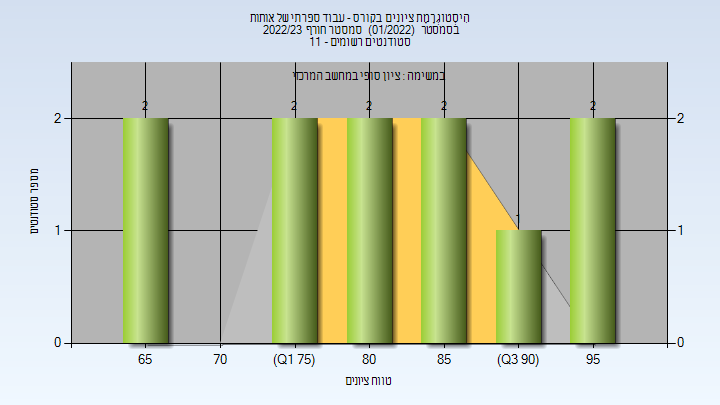 היסטוגרמת ציונים בקורס - עבוד ספרתי של אותות
בסמסטר (01/2022) סמסטר חורף 2022/23
סטודנטים רשומים - 11
במשימה : ציון סופי במחשב המרכזי
2 2 2 2 1 2
2 2
1 1
0 0
מספר סטודנטים
65 70 (Q1 75) 80 85 (Q3 90) 95
טווח ציונים